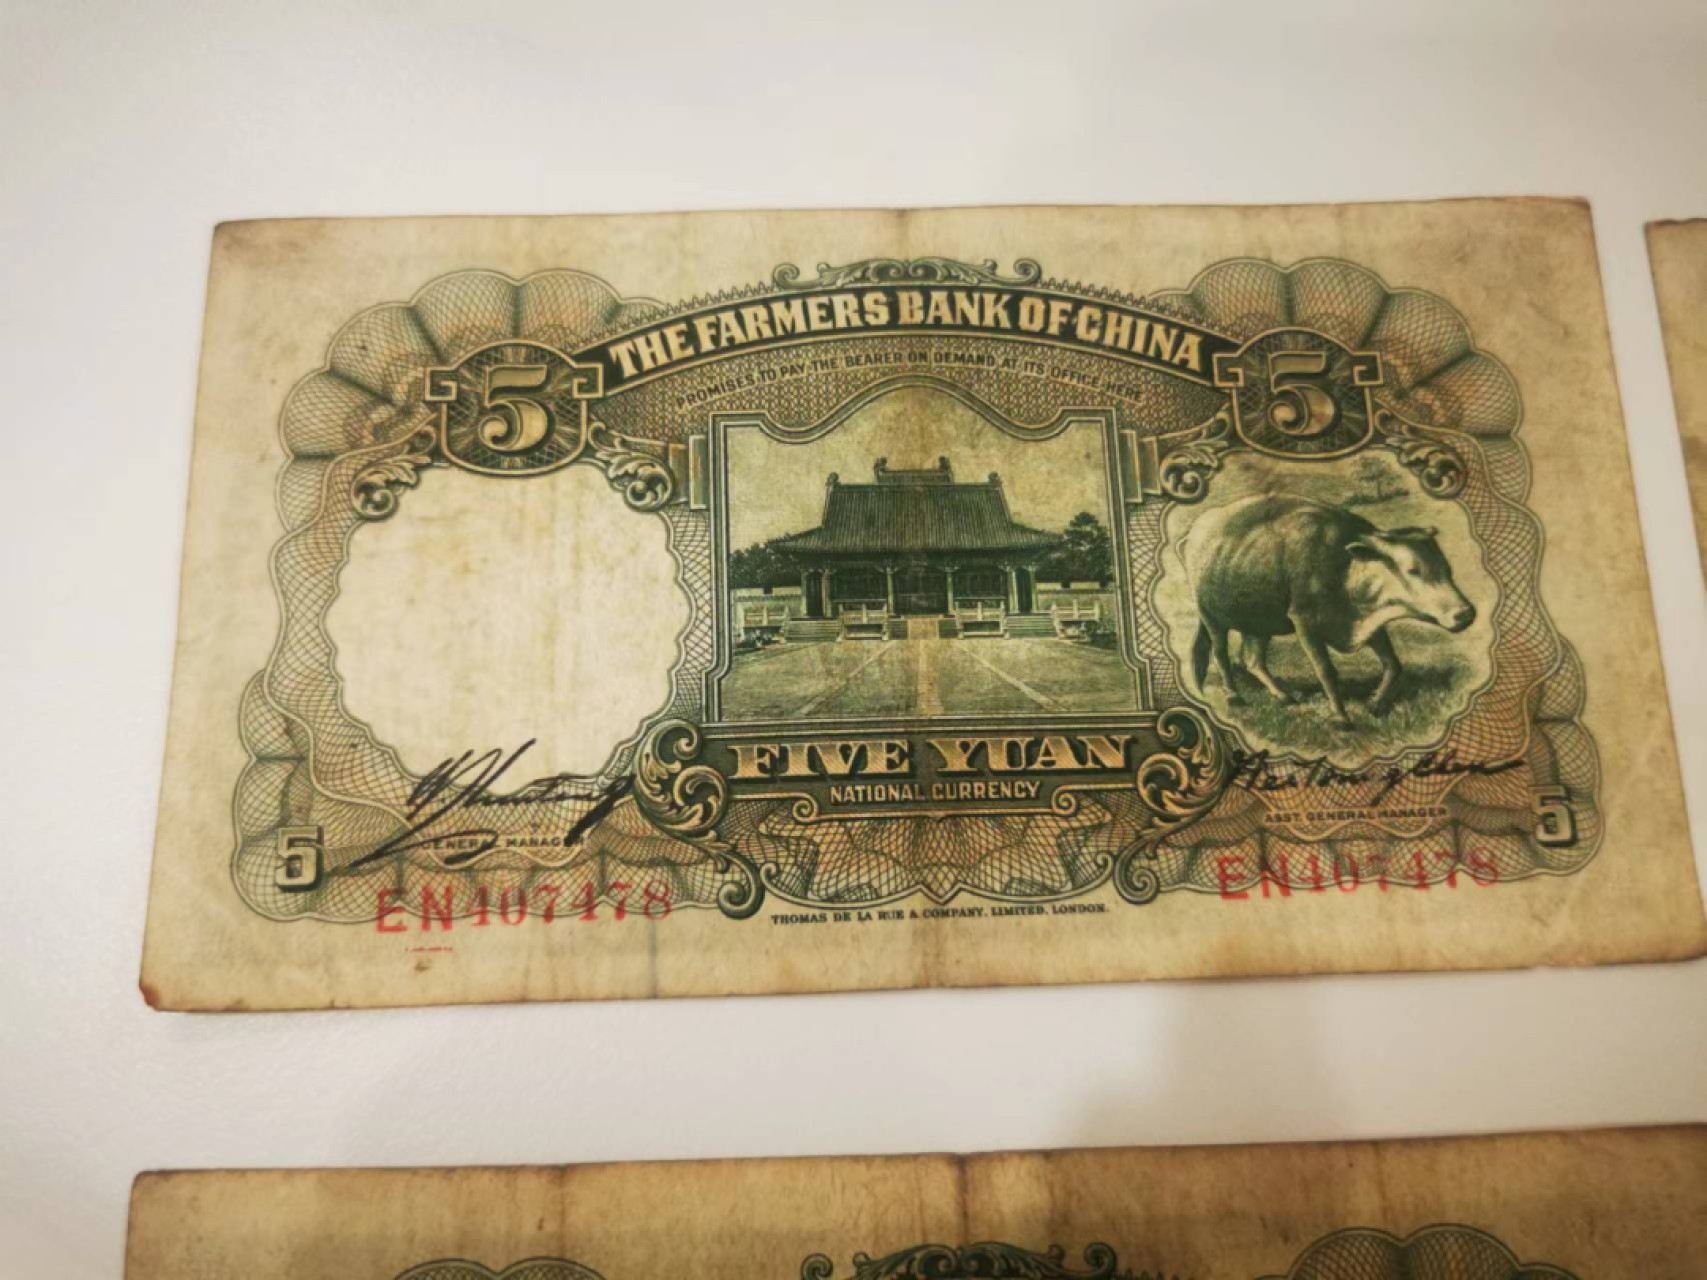 THE FARMERS BANK OF CHINA
PROMISES TO PAY THE BEARER ON DEMAND AT ITS OFFICE HERE
5
5
FIVE YUAN
NATIONAL CURRENCY
GENERAL MANAGER
ASST. GENERAL MANAGER
5
5
EN407478
EN407478
THOMAS DE LA RUE & COMPANY, LIMITED, LONDON.